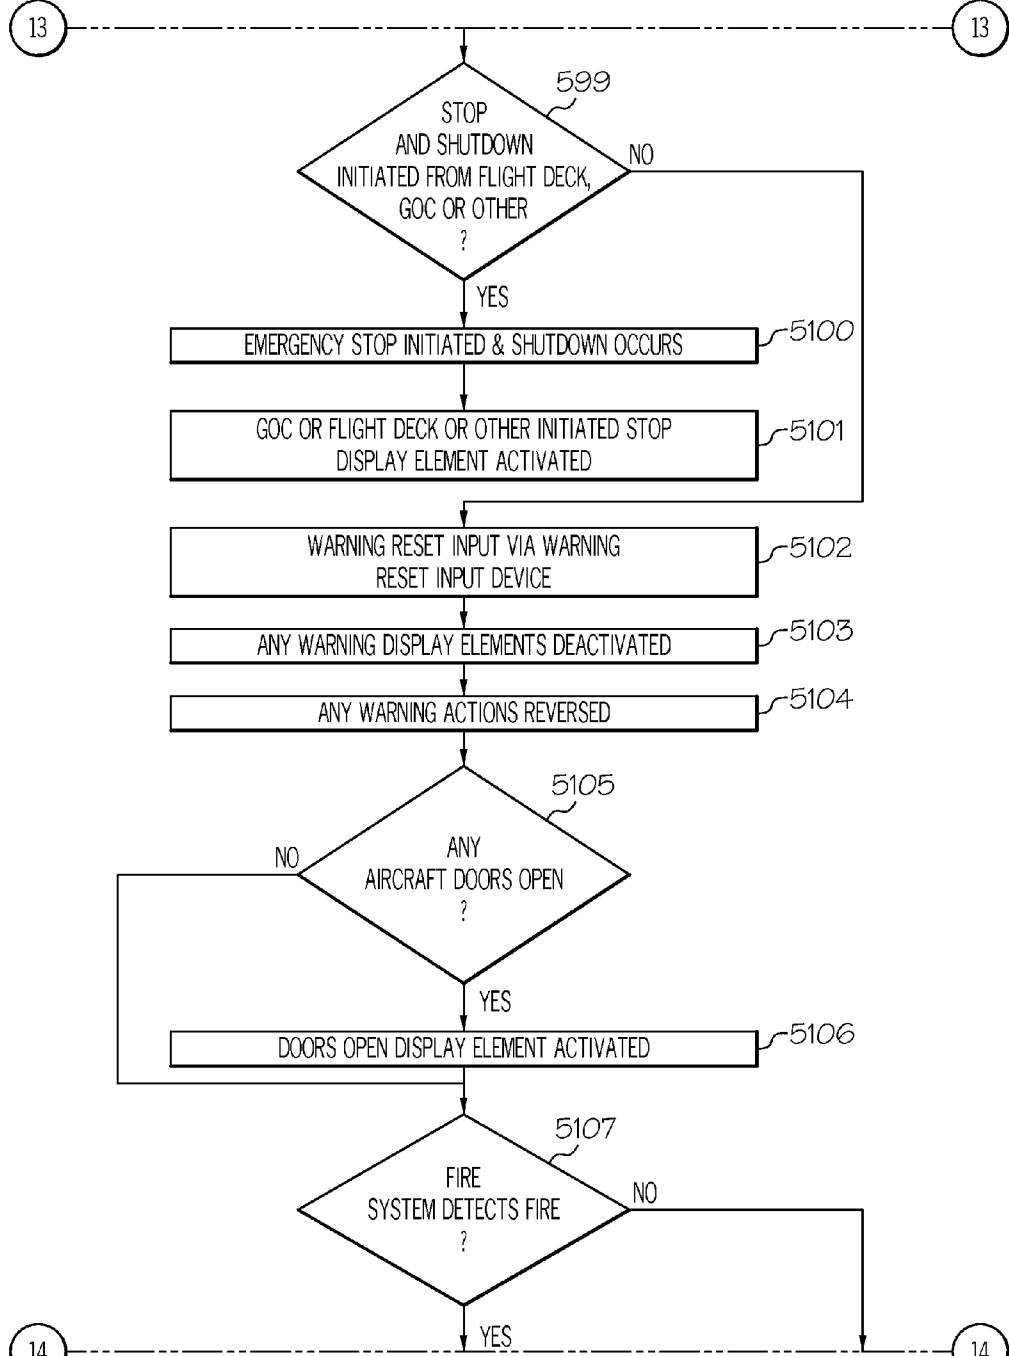 13
13
599
STOP
AND SHUTDOWN
INITIATED FROM FLIGHT DECK,
GOC OR OTHER
?
NO
YES
EMERGENCY STOP INITIATED & SHUTDOWN OCCURS
5100
GOC OR FLIGHT DECK OR OTHER INITIATED STOP
DISPLAY ELEMENT ACTIVATED
5101
WARNING RESET INPUT VIA WARNING
RESET INPUT DEVICE
5102
ANY WARNING DISPLAY ELEMENTS DEACTIVATED
5103
ANY WARNING ACTIONS REVERSED
5104
5105
ANY
AIRCRAFT DOORS OPEN
?
NO
YES
DOORS OPEN DISPLAY ELEMENT ACTIVATED
5106
5107
FIRE
SYSTEM DETECTS FIRE
?
NO
YES
14
14